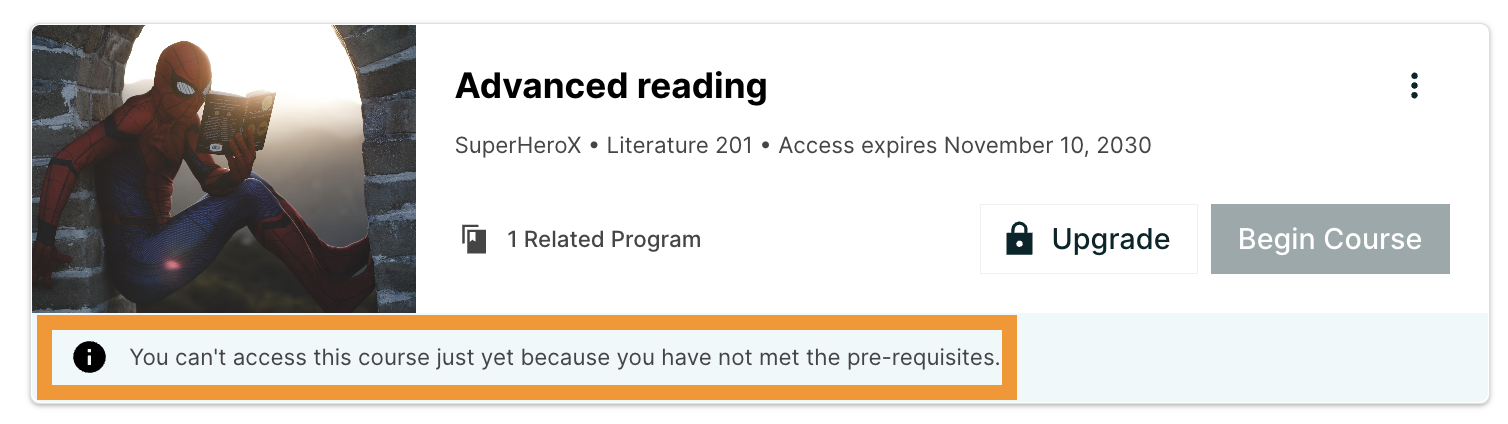 Advanced reading
SuperHeroX • Literature 201 • Access expires November 10, 2030
1 Related Program
Upgrade
Begin Course
You can't access this course just yet because you have not met the pre-requisites.